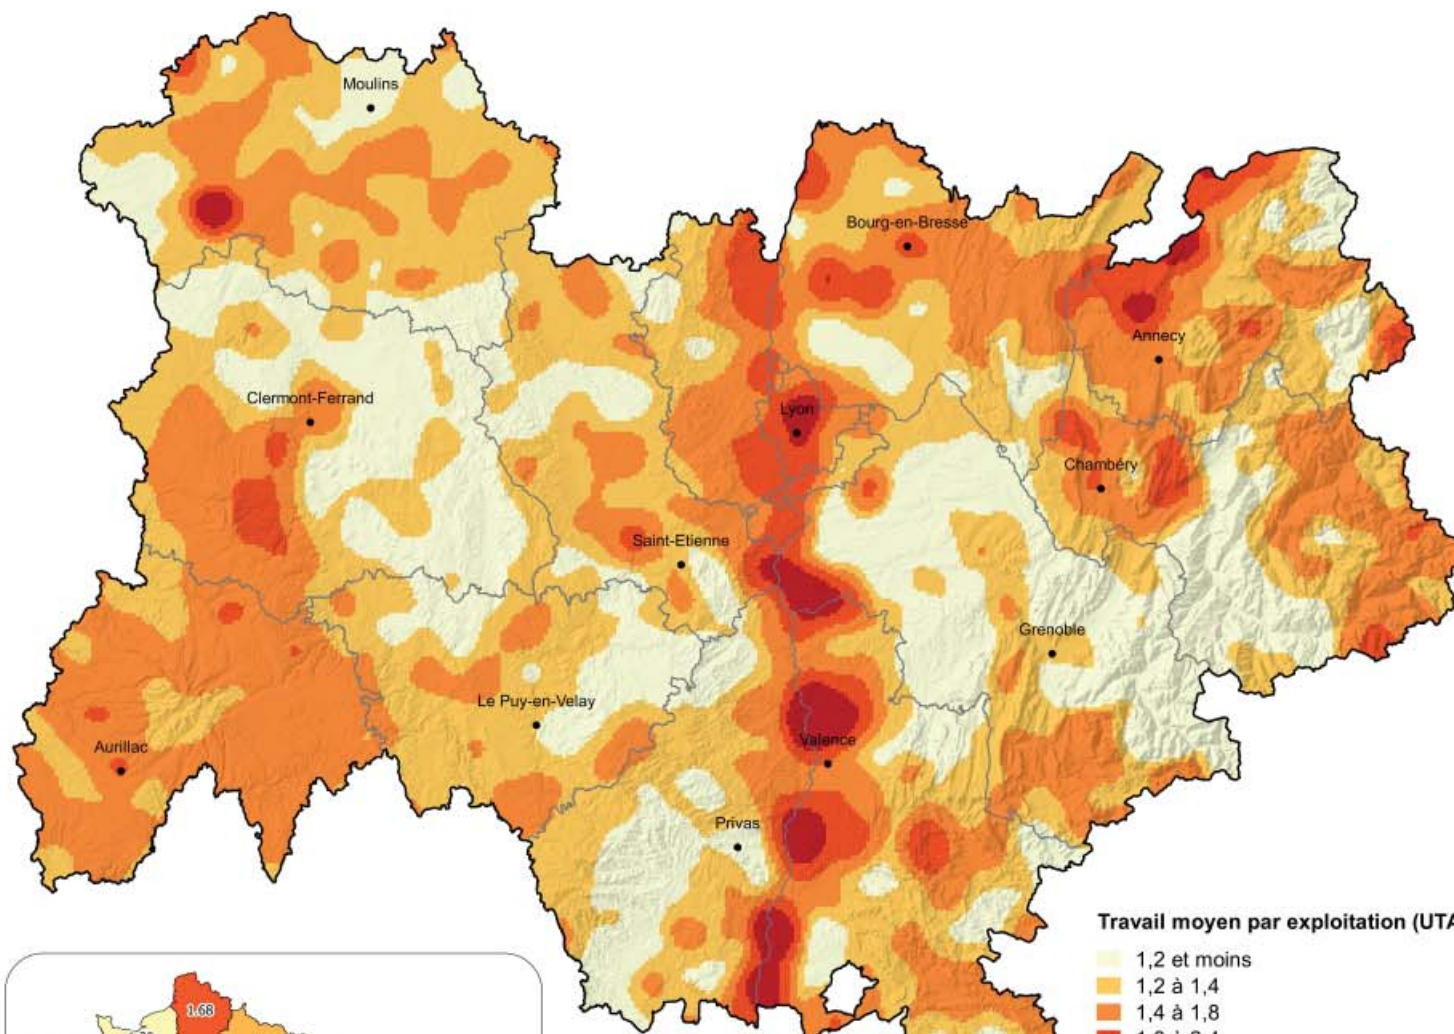 Moulins
Bourg-en-Bresse
Annecy
Clermont-Ferrand
Lyon
Chambéry
Saint-Etienne
Grenoble
Le Puy-en-Velay
Valence
Aurillac
Privas
Travail moyen par exploitation (UTA
1,2 et moins
1,2 à 1,4
1,4 à 1,8
1.68